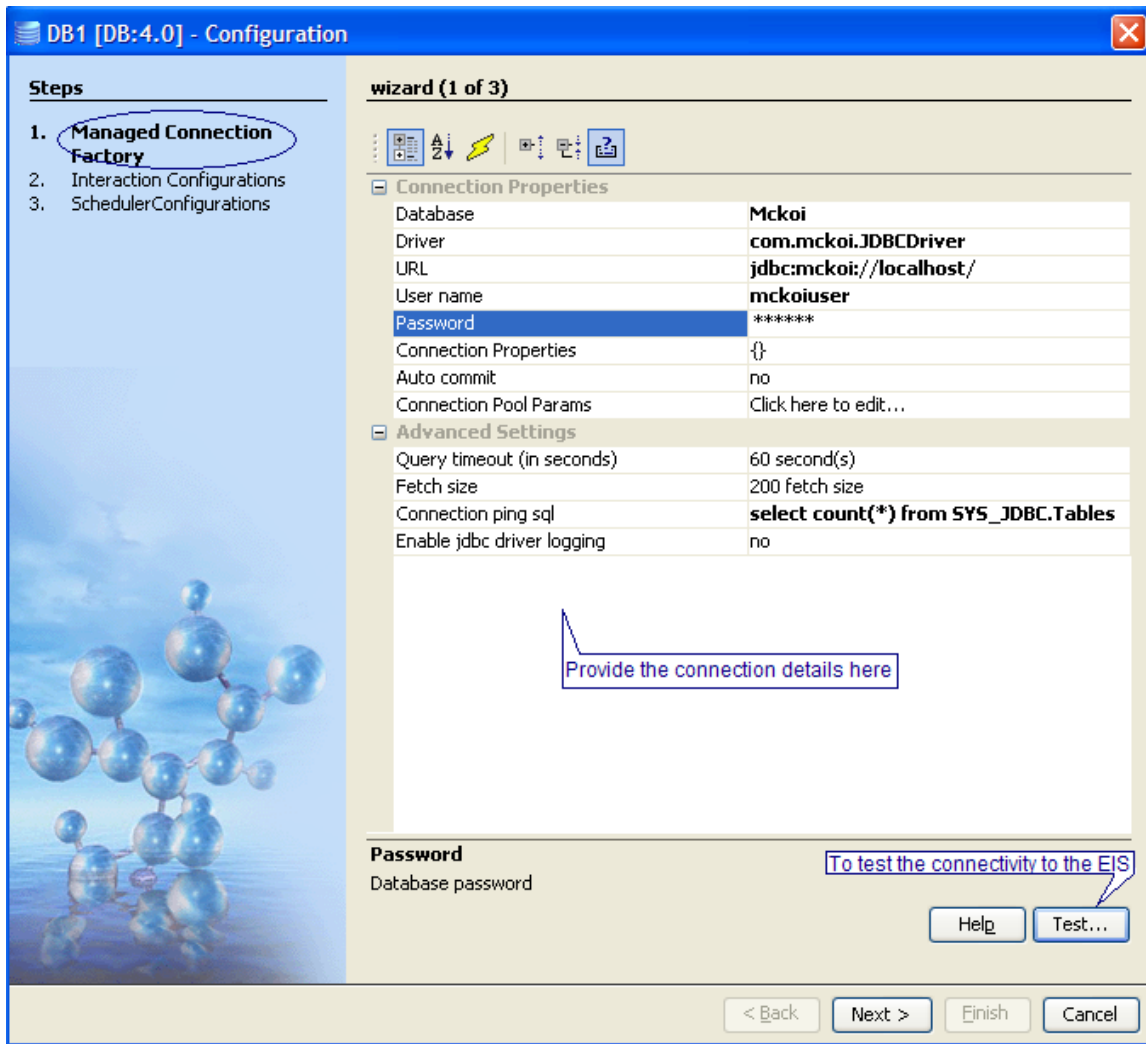 DB1 [DB:4.0] - Configuration
Steps
1. Managed Connection
Factory
2. Interaction Configurations
3. SchedulerConfigurations
wizard (1 of 3)
Connection Properties
Database Mckoi
Driver com.mckoi.JDBCDriver
URL jdbc:mckoi://localhost/
User name mckoiuser
Password ******
Connection Properties {}
Auto commit no
Connection Pool Params Click here to edit...
Advanced Settings
Query timeout (in seconds) 60 second(s)
Fetch size 200 fetch size
Connection ping sql select count(*) from SYS_JDBC.Tables
Enable jdbc driver logging no
Provide the connection details here
Password
Database password
To test the connectivity to the EIS
Help Test...
< Back Next > Finish Cancel